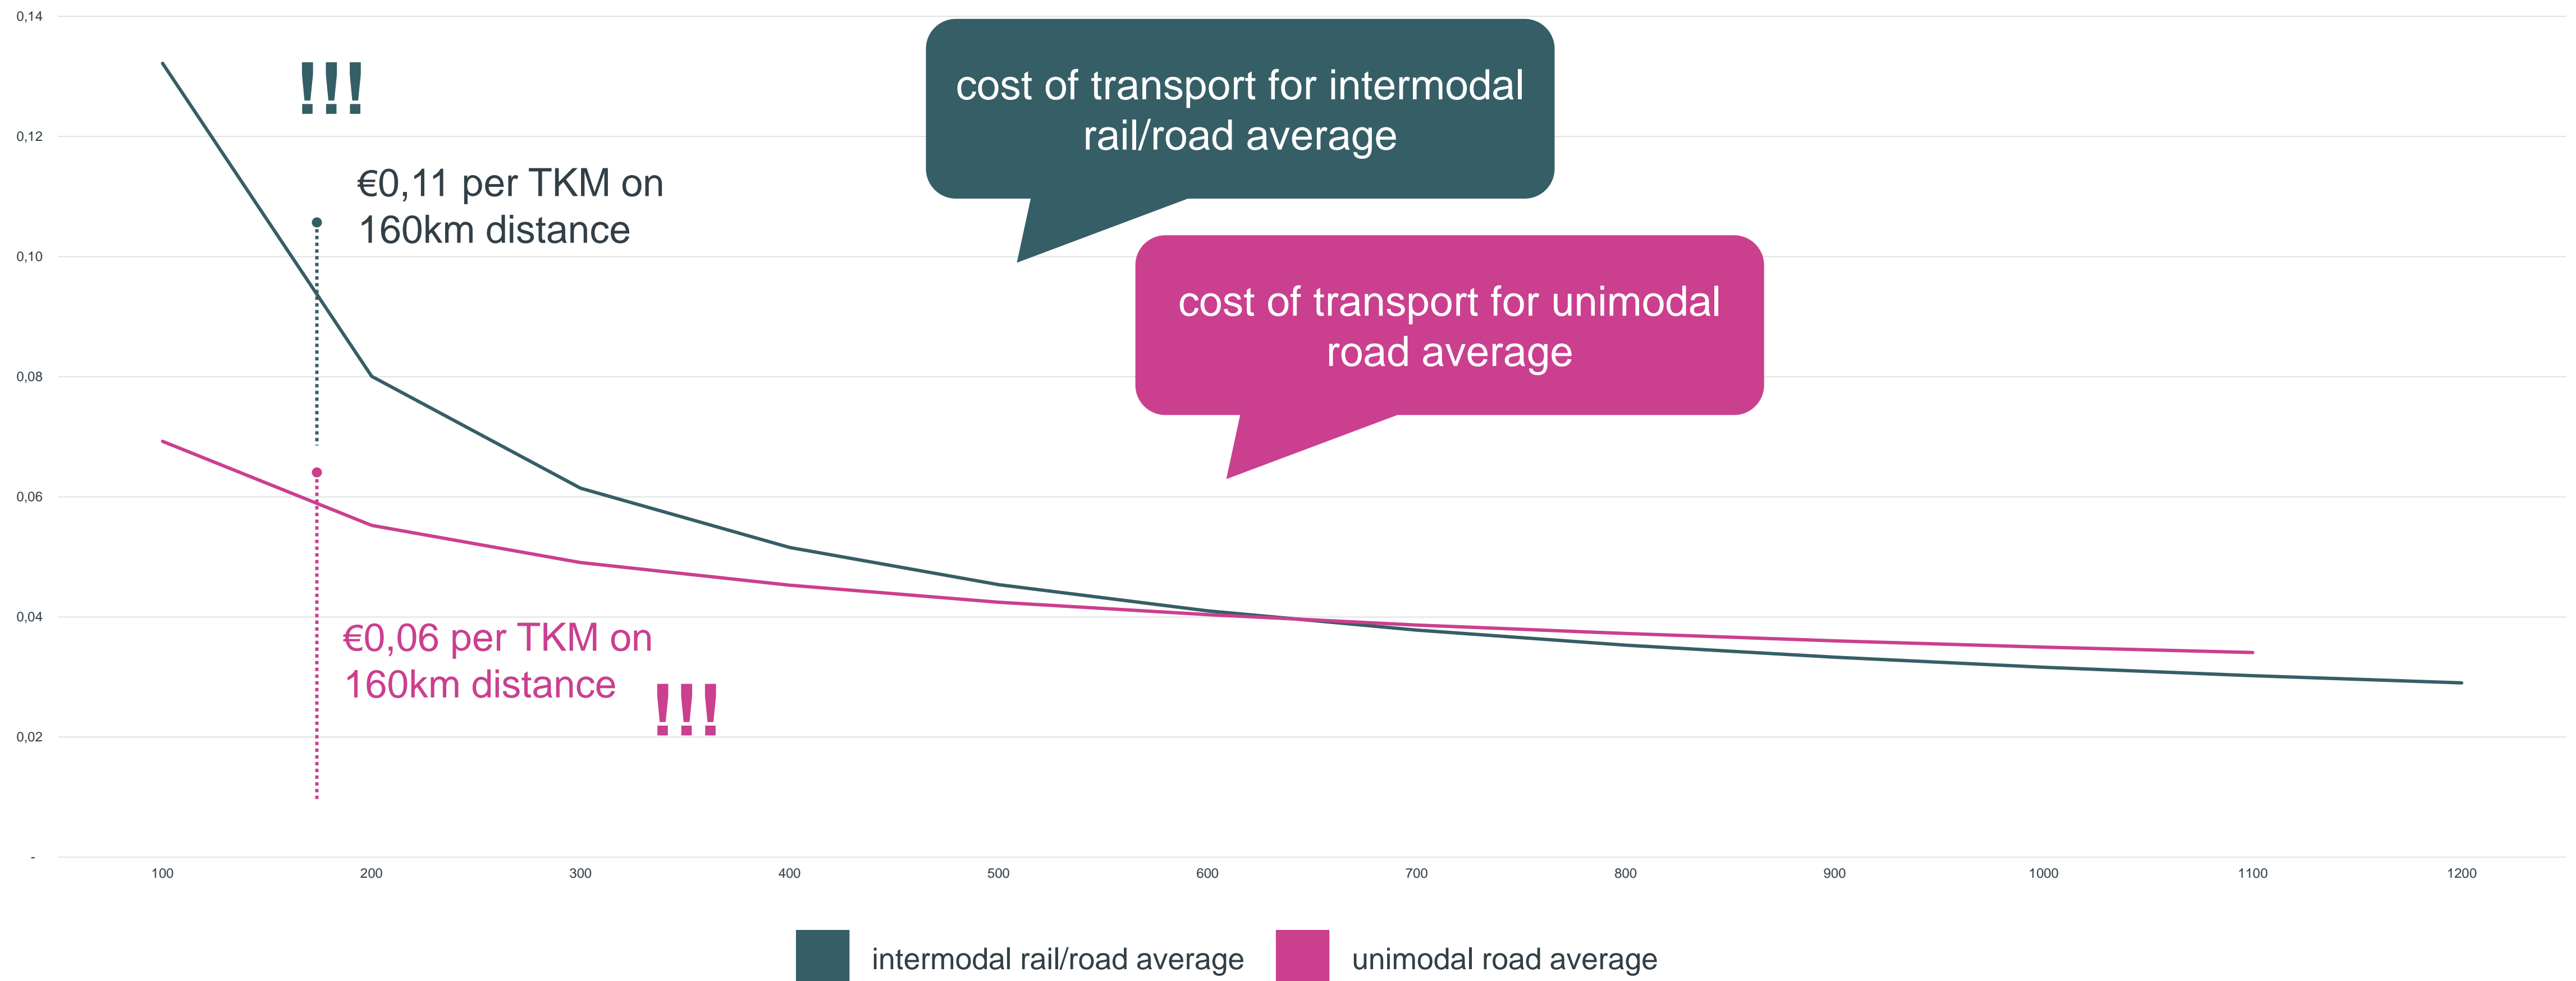 0,14
!!!
cost of transport for intermodal
rail/road average
0,12
€0,11 per TKM on
160km distance
0,10
cost of transport for unimodal
road average
0,08
0,06
0,04
€0,06 per TKM on
160km distance
!!!
0,02
-
100 200 300 400 500 600 700 800 900 1000 1100 1200
intermodal rail/road average unimodal road average